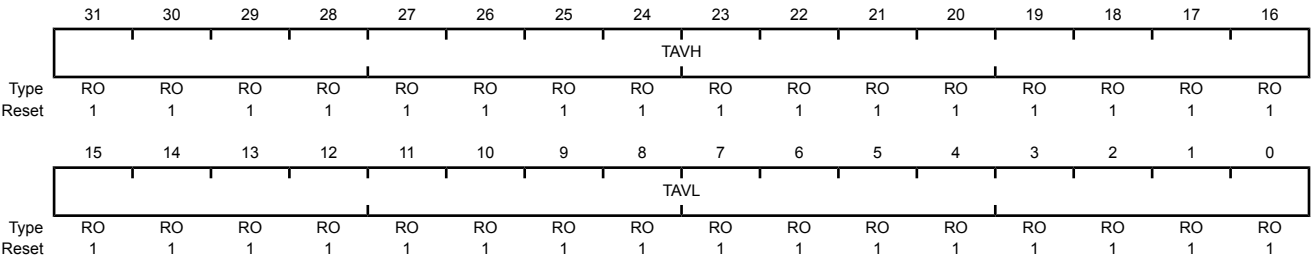 31 30 29 28 27 26 25 24 23 22 21 20 19 18 17 16
TAVH
Type RO RO RO RO RO RO RO RO RO RO RO RO RO RO RO RO
Reset 1 1 1 1 1 1 1 1 1 1 1 1 1 1 1 1
15 14 13 12 11 10 9 8 7 6 5 4 3 2 1 0
TAVL
Type RO RO RO RO RO RO RO RO RO RO RO RO RO RO RO RO
Reset 1 1 1 1 1 1 1 1 1 1 1 1 1 1 1 1